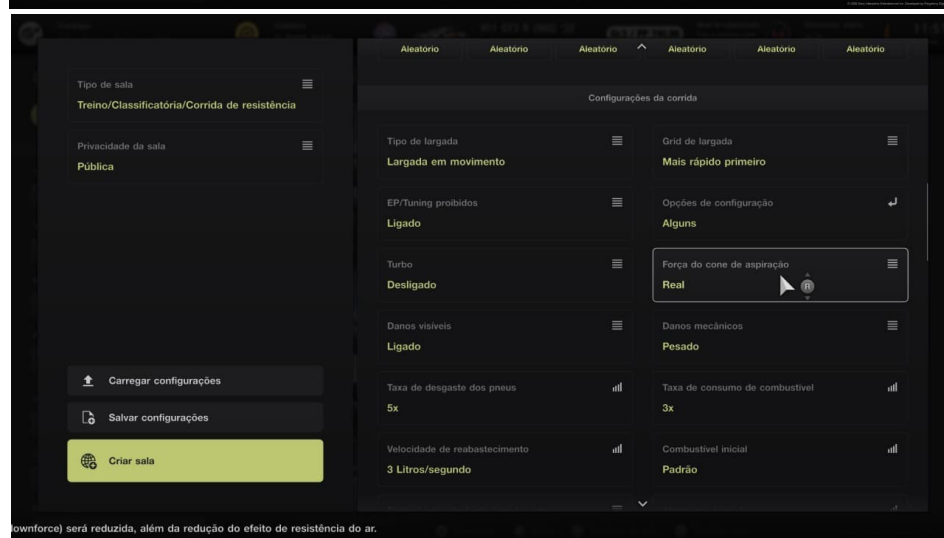 Aleatório Aleatório Aleatório Aleatório Aleatório Aleatório
Tipo de sala
Treino/Classificatória/Corrida de resistência
Privacidade da sala
Pública
Carregar configurações
Salvar configurações
Criar sala
Configurações da corrida
Tipo de largada
Largada em movimento
Grid de largada
Mais rápido primeiro
EP/Tuning proibidos
Ligado
Opções de configuração
Alguns
Turbo
Desligado
Força do cone de aspiração
Real
R
Danos visíveis
Ligado
Danos mecânicos
Pesado
Taxa de desgaste dos pneus
5x
Taxa de consumo de combustível
3x
Velocidade de reabastecimento
3 Litros/segundo
Combustível inicial
Padrão
lownforce) será reduzida, além da redução do efeito de resistência do ar.